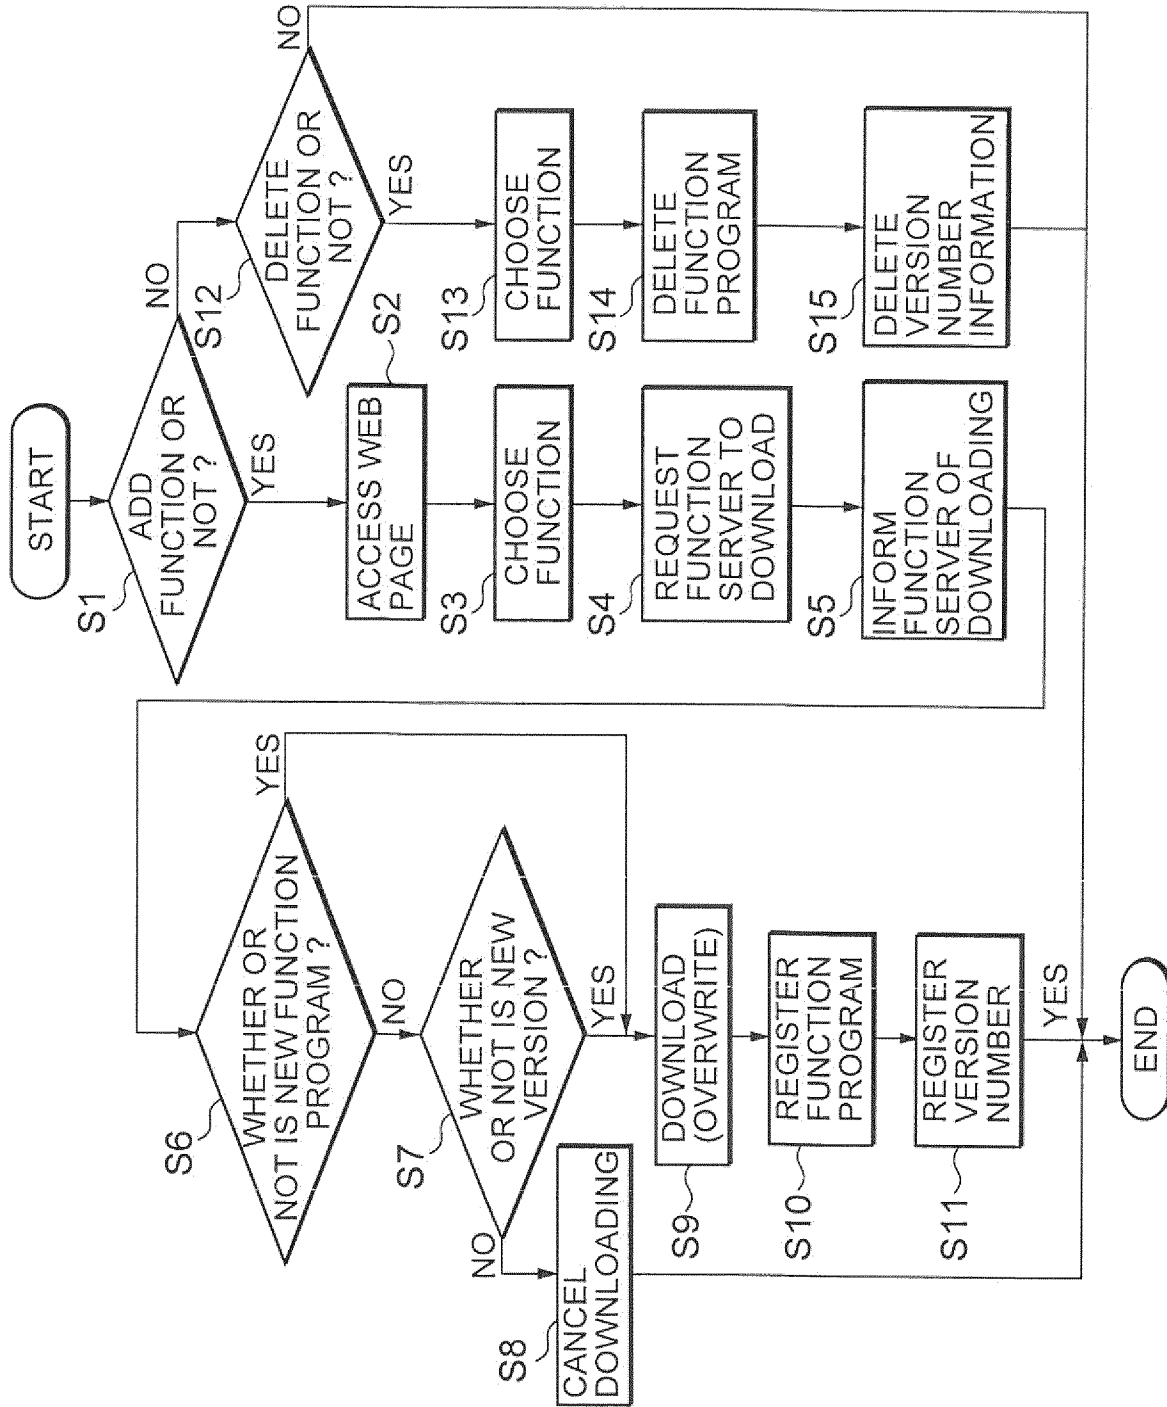 START
S1
ADD
FUNCTION OR
NOT ?
NO
YES
S2
ACCESS WEB
PAGE
S3
CHOOSE
FUNCTION
S4
REQUEST
FUNCTION
SERVER TO
DOWNLOAD
S5
INFORM
FUNCTION
SERVER OF
DOWNLOADING
S12
DELETE
FUNCTION OR
NOT ?
NO
YES
S13
CHOOSE
FUNCTION
S14
DELETE
FUNCTION
PROGRAM
S15
DELETE
VERSION
NUMBER
INFORMATION
S6
WHETHER OR
NOT IS NEW FUNCTION
PROGRAM ?
YES
NO
S7
WHETHER
OR NOT IS NEW
VERSION ?
NO
YES
S8
CANCEL
DOWNLOADING
S9
DOWNLOAD
(OVERWRITE)
S10
REGISTER
FUNCTION
PROGRAM
S11
REGISTER
VERSION
NUMBER
YES
END